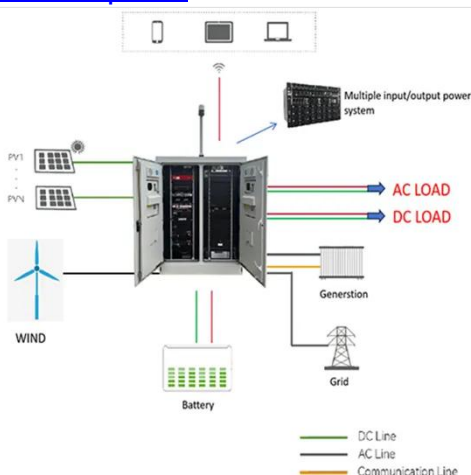 Multiple input/output power
system
PV1
PVN
AC LOAD
DC LOAD
WIND
Generstion
Grid
Battery
DC Line
AC Line
Communication Line